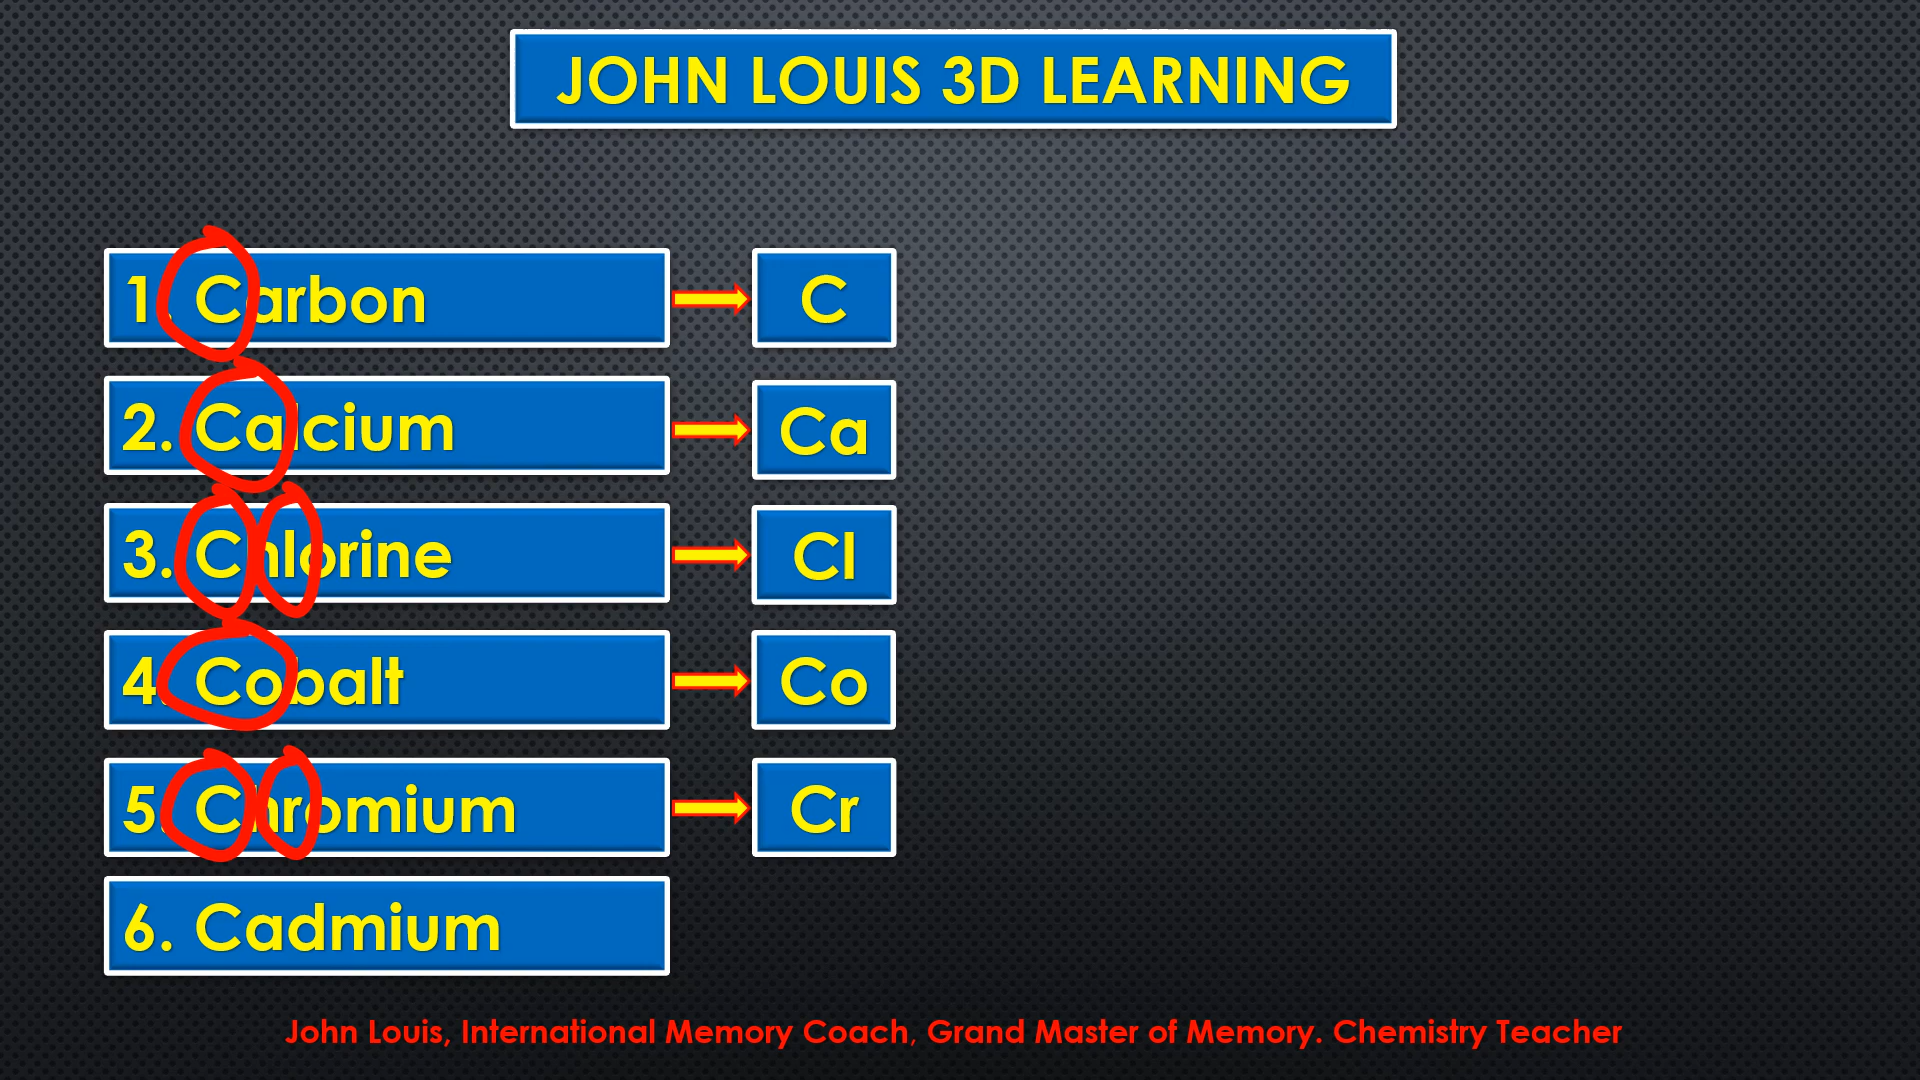 JOHN LOUIS 3D LEARNING
1. Carbon → C
2. Calcium → Ca
3. Chlorine → Cl
4. Cobalt → Co
5. Chromium → Cr
6. Cadmium
John Louis, International Memory Coach, Grand Master of Memory. Chemistry Teacher